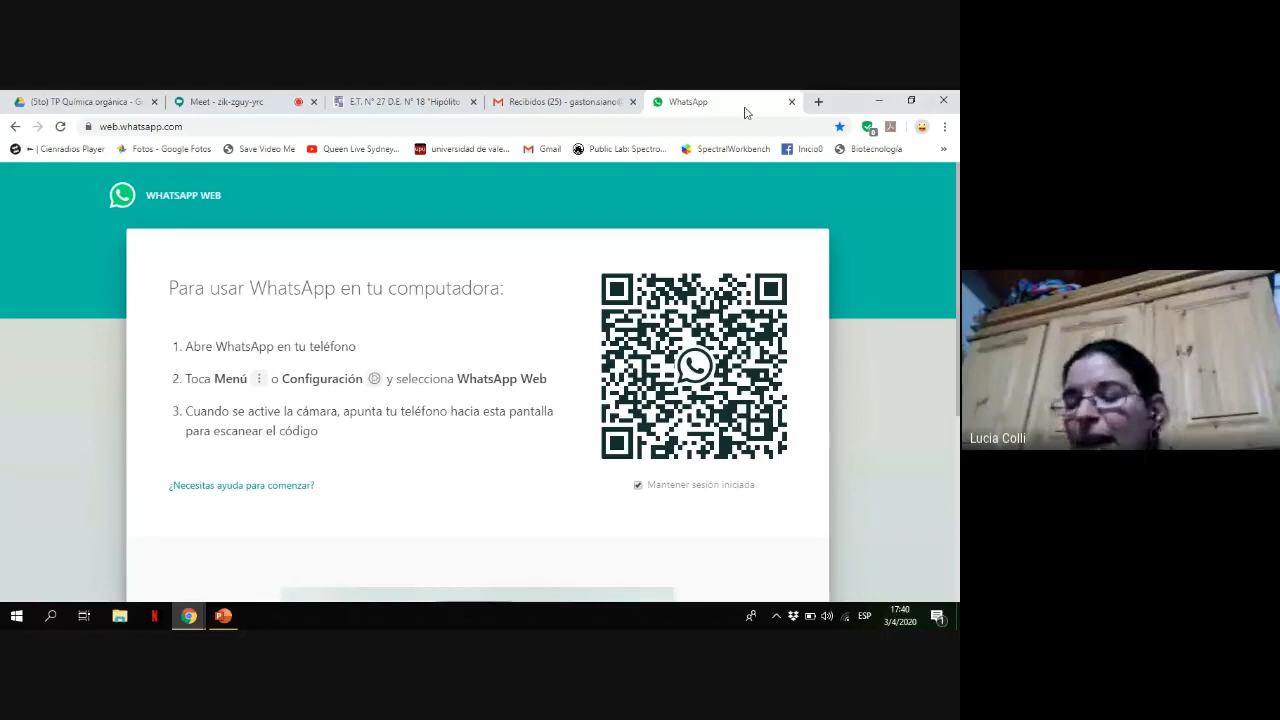 (5to) TP Química orgánica - G
Meet - zik-zguy-yrc
E.T. N° 27 D.E. N° 18 "Hipólito
Recibidos (25) - gaston.siano@
WhatsApp
web.whatsapp.com
| Cienradios Player
Fotos - Google Fotos
Save Video Me
Queen Live Sydney...
universidad de vale...
Gmail
Public Lab: Spectro...
SpectralWorkbench
Inicio0
Biotecnología
»
WHATSAPP WEB
Para usar WhatsApp en tu computadora:
1. Abre WhatsApp en tu teléfono
2. Toca Menú o Configuración y selecciona WhatsApp Web
3. Cuando se active la cámara, apunta tu teléfono hacia esta pantalla
para escanear el código
¿Necesitas ayuda para comenzar?
Mantener sesión iniciada
Lucia Colli
ESP
17:40
3/4/2020